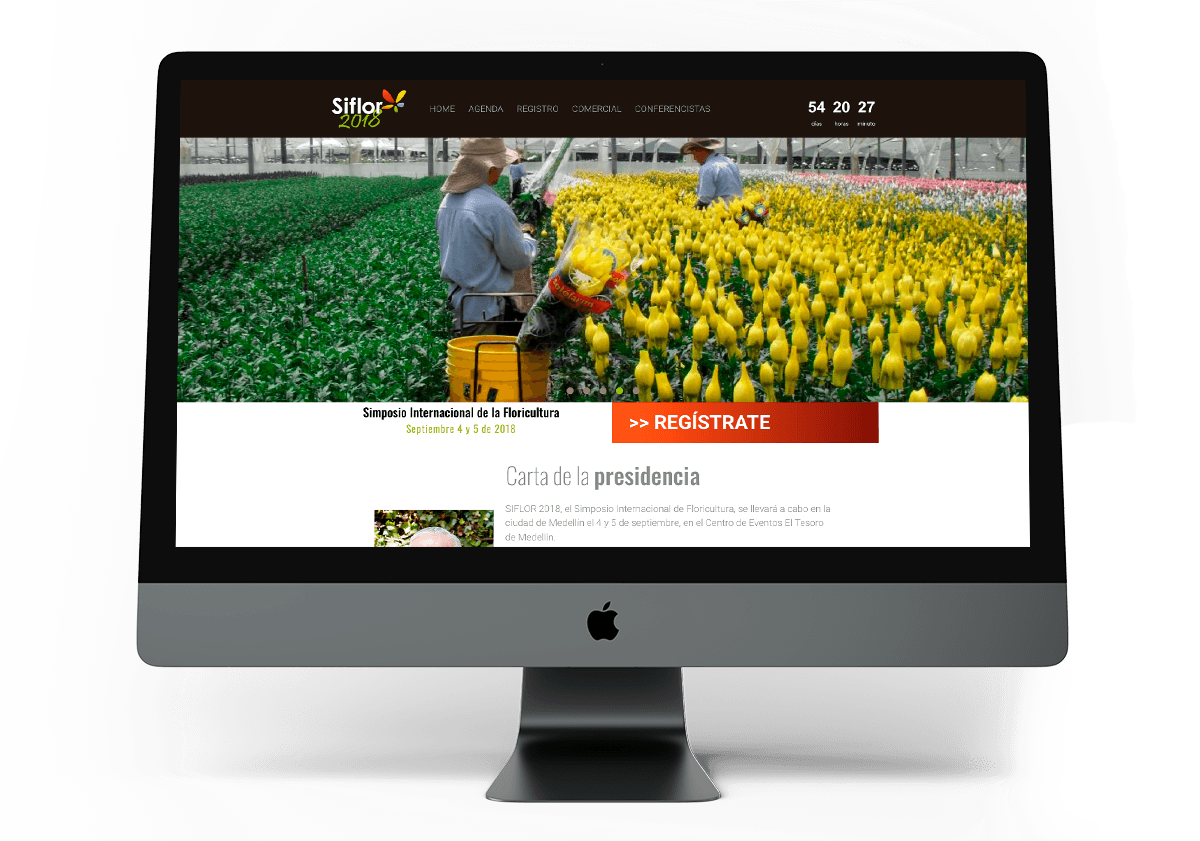 Siflor
2018
HOME AGENDA REGISTRO COMERCIAL CONFERENCISTAS
54 20 27
días horas minuto
Simposio Internacional de la Floricultura
Septiembre 4 y 5 de 2018
>> REGÍSTRATE
Carta de la presidencia
SIFLOR 2018, el Simposio Internacional de Floricultura, se llevará a cabo en la
ciudad de Medellín el 4 y 5 de septiembre, en el Centro de Eventos El Tesoro
de Medellín.